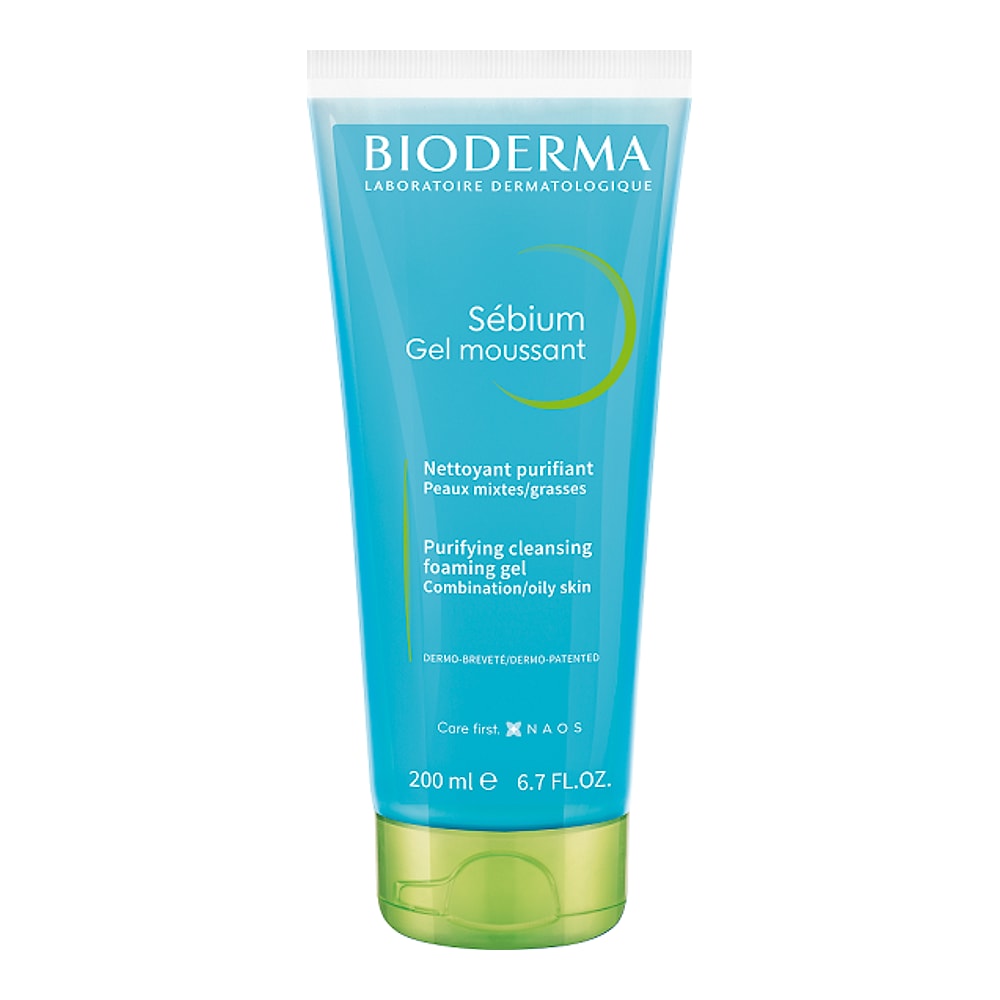 BIODERMA
LABORATOIRE DERMATOLOGIQUE
Sébium
Gel moussant
Nettoyant purifiant
Peaux mixtes/grasses
Purifying cleansing
foaming gel
Combination/oily skin
DERMO-BREVETÉ/DERMO-PATENTED
Care first. NAOS
200 ml ℮ 6.7 FL.OZ.